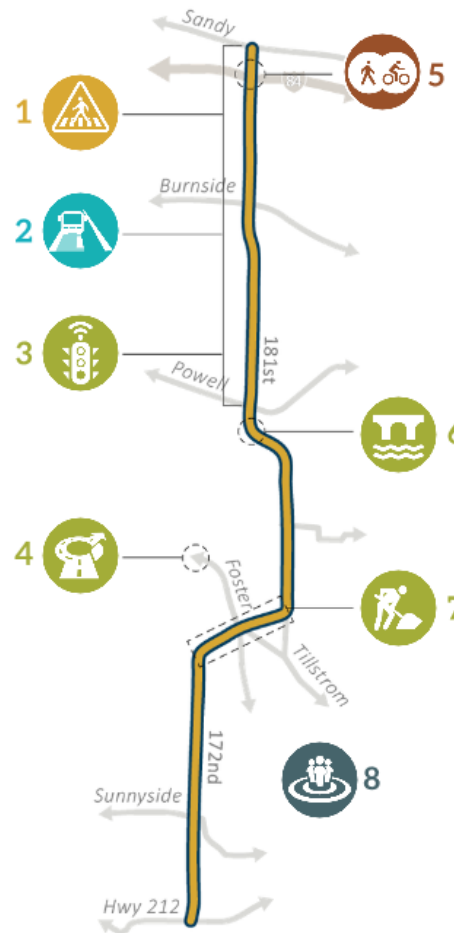 Sandy
5
84
1
Burnside
2
181st
3
Powell
6
4
Foster
7
Tillstrom
172nd
8
Sunnyside
Hwy 212